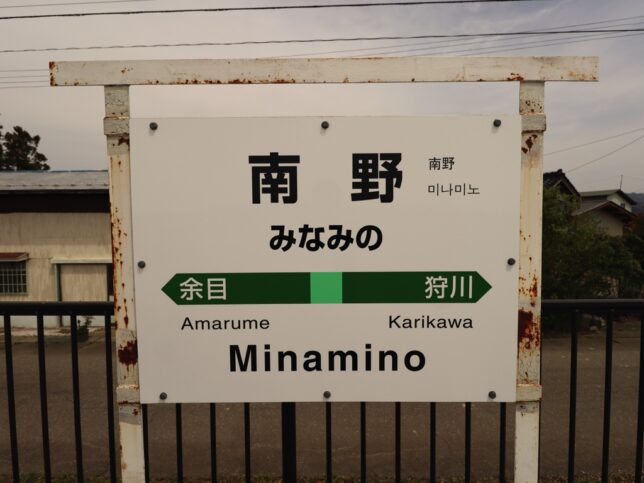 南野
南野
미나미노
みなみの
余目 狩川
Amarume Karikawa
Minamino